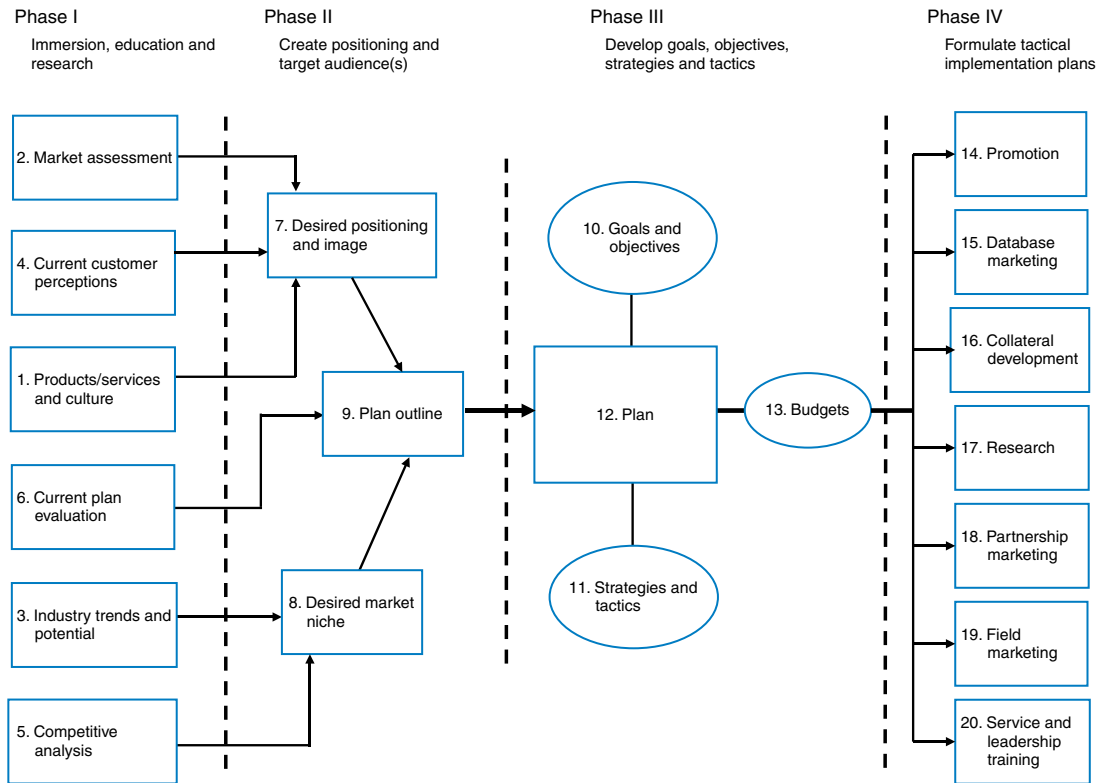 Phase I
Immersion, education and
research
Phase II
Create positioning and
target audience(s)
Phase III
Develop goals, objectives,
strategies and tactics
Phase IV
Formulate tactical
implementation plans
2. Market assessment
4. Current customer
perceptions
1. Products/services
and culture
6. Current plan
evaluation
3. Industry trends and
potential
5. Competitive
analysis
7. Desired positioning
and image
9. Plan outline
8. Desired market
niche
10. Goals and
objectives
12. Plan
11. Strategies and
tactics
13. Budgets
14. Promotion
15. Database
marketing
16. Collateral
development
17. Research
18. Partnership
marketing
19. Field
marketing
20. Service and
leadership
training